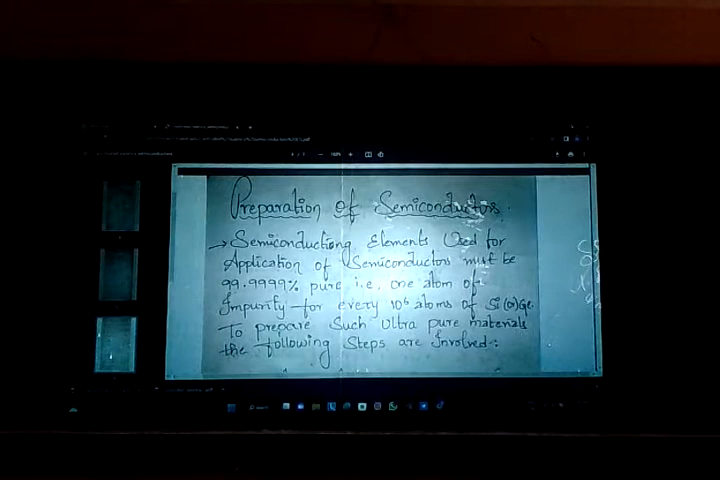 Preparation of Semiconductors.
→ Semiconducting Elements Used for
Application of Semiconductors must be
99.9999% pure i.e, one atom of
Impurity for every 10⁶ atoms of Si (or) Ge.
To prepare Such Ultra pure materials
the following Steps are Involved: